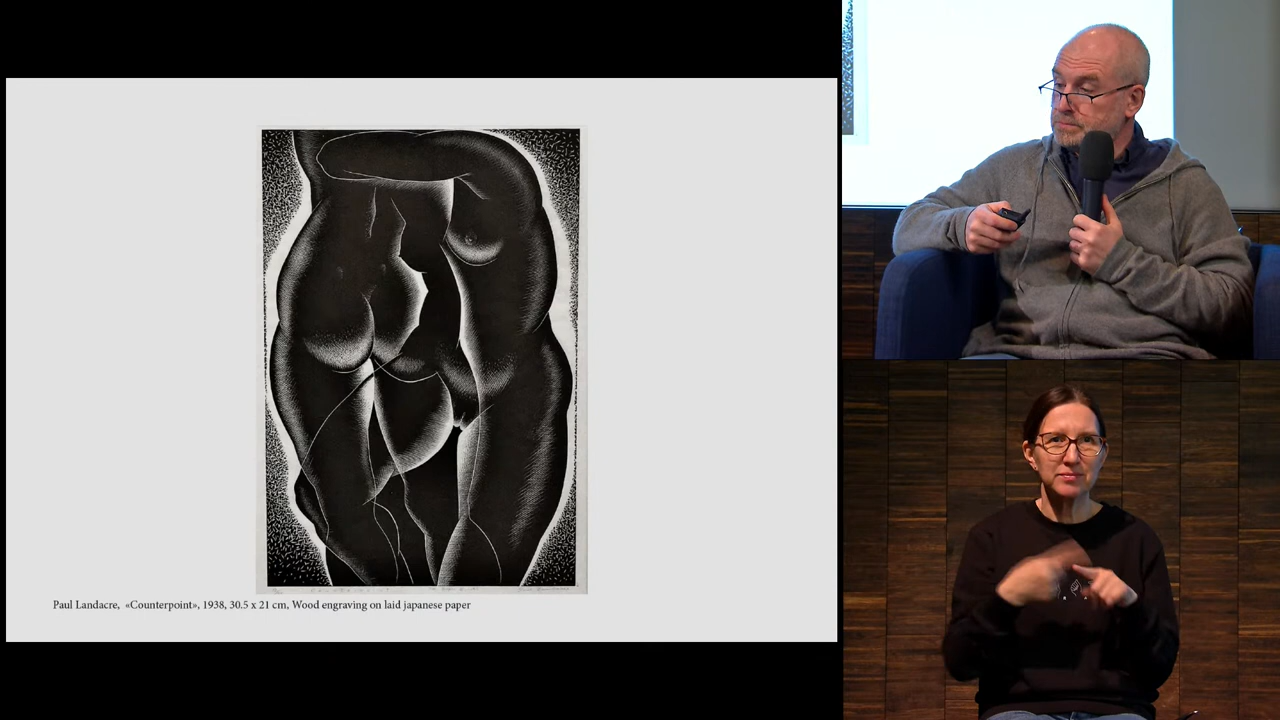 Paul Landacre,  «Counterpoint», 1938, 30.5 x 21 cm, Wood engraving on laid japanese paper